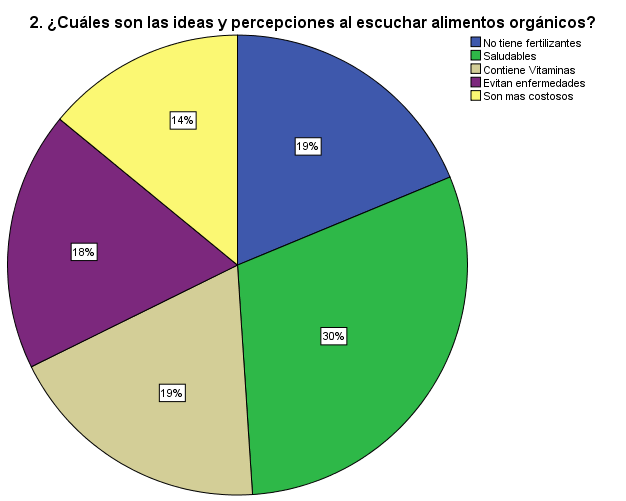 2. ¿Cuáles son las ideas y percepciones al escuchar alimentos orgánicos?
No tiene fertilizantes
Saludables
Contiene Vitaminas
Evitan enfermedades
Son mas costosos
14%
19%
18%
30%
19%